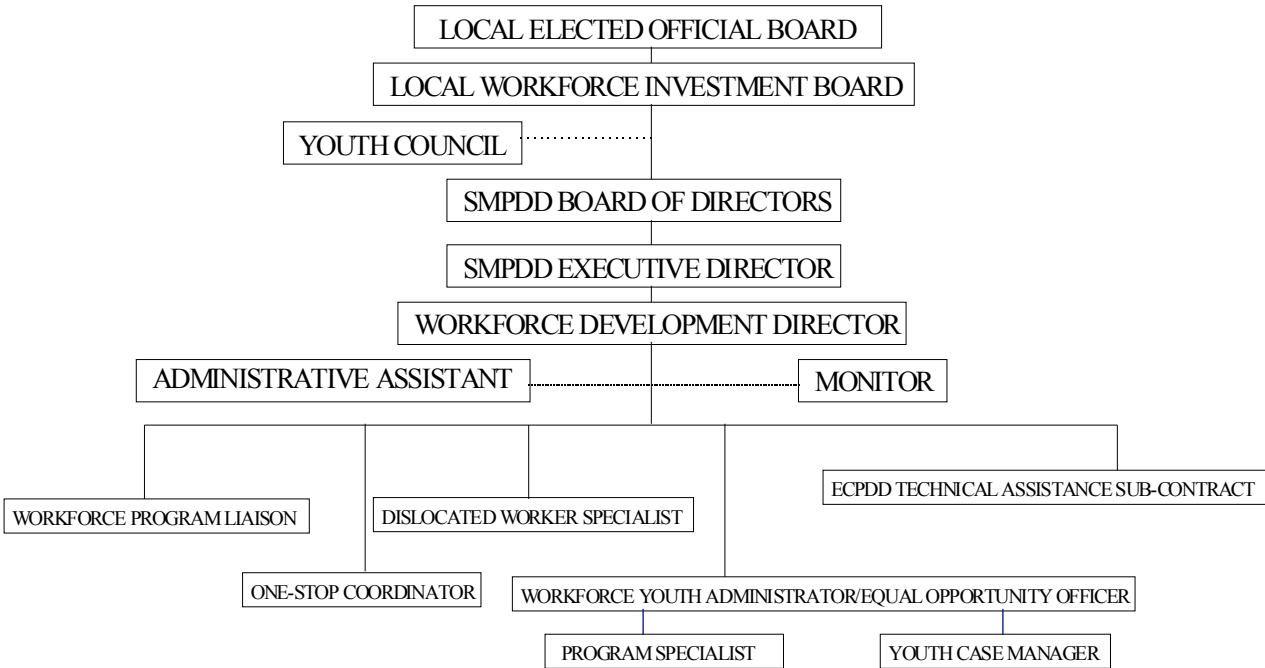 LOCAL ELECTED OFFICIAL BOARD
LOCAL WORKFORCE INVESTMENT BOARD
YOUTH COUNCIL
SMPDD BOARD OF DIRECTORS
SMPDD EXECUTIVE DIRECTOR
WORKFORCE DEVELOPMENT DIRECTOR
ADMINISTRATIVE ASSISTANT
MONITOR
WORKFORCE PROGRAM LIAISON
DISLOCATED WORKER SPECIALIST
ECPDD TECHNICAL ASSISTANCE SUB-CONTRACT
ONE-STOP COORDINATOR
WORKFORCE YOUTH ADMINISTRATOR/EQUAL OPPORTUNITY OFFICER
PROGRAM SPECIALIST
YOUTH CASE MANAGER